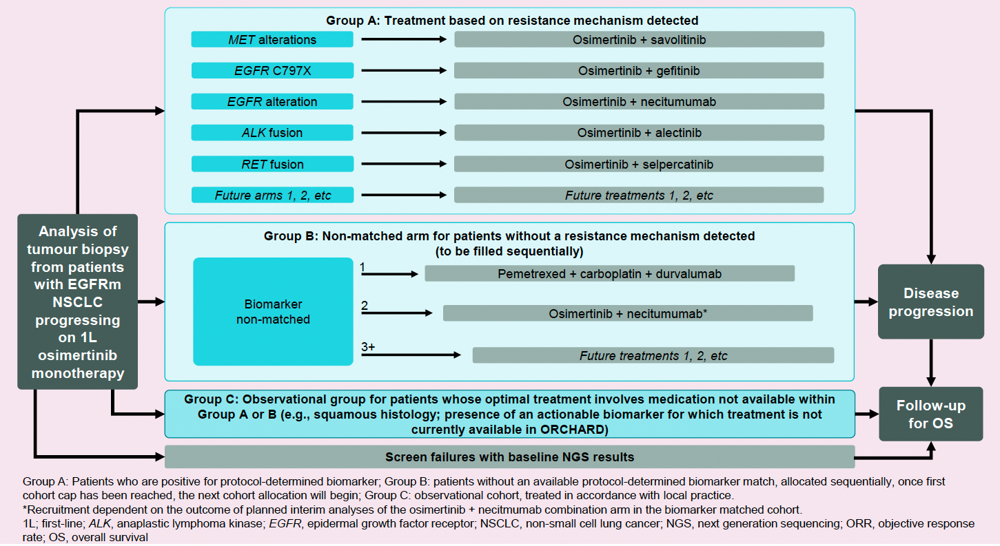 Group A: Treatment based on resistance mechanism detected
MET alterations
Osimertinib + savolitinib
EGFR C797X
Osimertinib + gefitinib
EGFR alteration
Osimertinib + necitumumab
ALK fusion
Osimertinib + alectinib
RET fusion
Osimertinib + selpercatinib
Future arms 1, 2, etc
Future treatments 1, 2, etc
Analysis of
tumour biopsy
from patients
with EGFRm
NSCLC
progressing
on 1L
osimertinib
monotherapy
Group B: Non-matched arm for patients without a resistance mechanism detected
(to be filled sequentially)
Biomarker
non-matched
1
Pemetrexed + carboplatin + durvalumab
2
Osimertinib + necitumumab*
3+
Future treatments 1, 2, etc
Disease
progression
Group C: Observational group for patients whose optimal treatment involves medication not available within
Group A or B (e.g., squamous histology; presence of an actionable biomarker for which treatment is not
currently available in ORCHARD)
Follow-up
for OS
Screen failures with baseline NGS results
Group A: Patients who are positive for protocol-determined biomarker; Group B: patients without an available protocol-determined biomarker match, allocated sequentially, once first
cohort cap has been reached, the next cohort allocation will begin; Group C: observational cohort, treated in accordance with local practice.
*Recruitment dependent on the outcome of planned interim analyses of the osimertinib + necitmumab combination arm in the biomarker matched cohort.
1L; first-line; ALK, anaplastic lymphoma kinase; EGFR, epidermal growth factor receptor; NSCLC, non-small cell lung cancer; NGS, next generation sequencing; ORR, objective response
rate; OS, overall survival